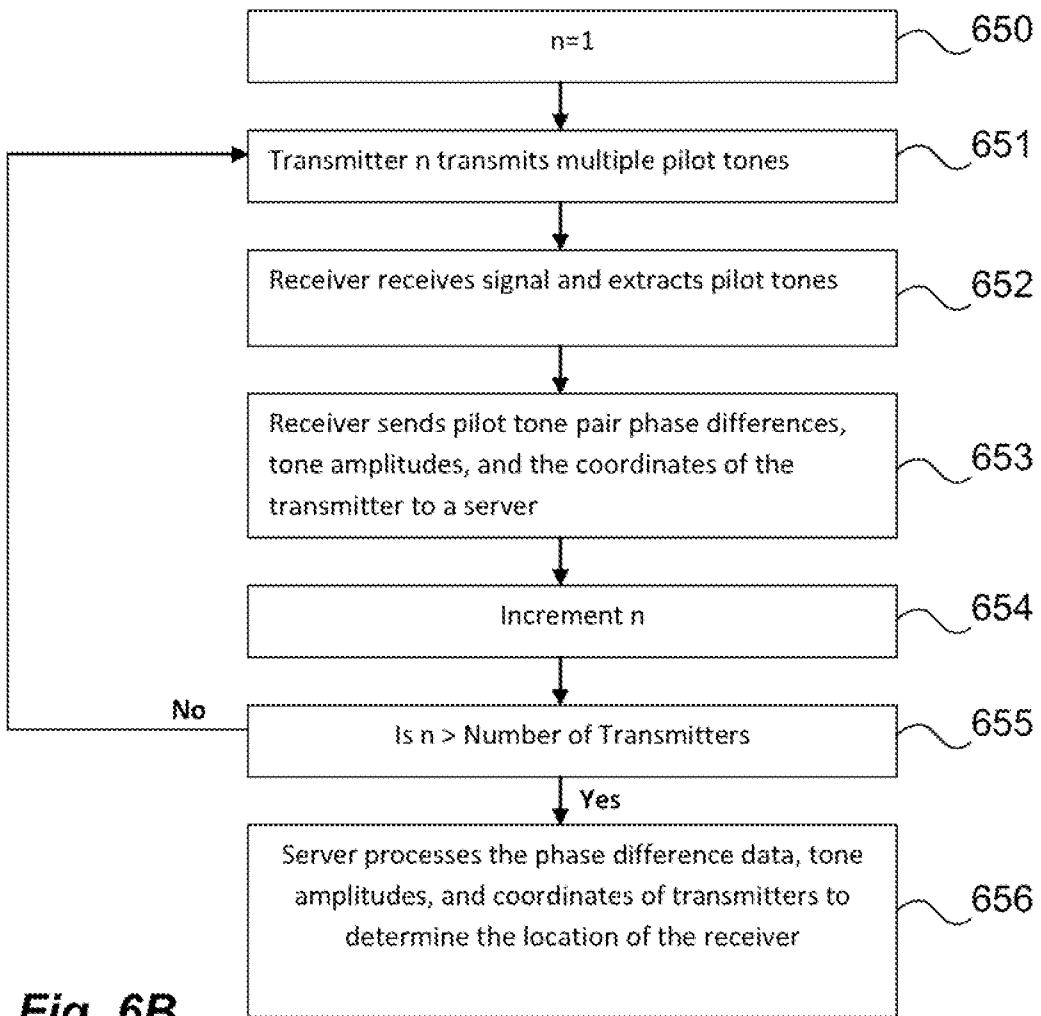 n=1
650
Transmitter n transmits multiple pilot tones
651
Receiver receives signal and extracts pilot tones
652
Receiver sends pilot tone pair phase differences,
tone amplitudes, and the coordinates of the
transmitter to a server
653
Increment n
654
No
Is n > Number of Transmitters
655
Yes
Server processes the phase difference data, tone
amplitudes, and coordinates of transmitters to
determine the location of the receiver
656
Fig. 6B